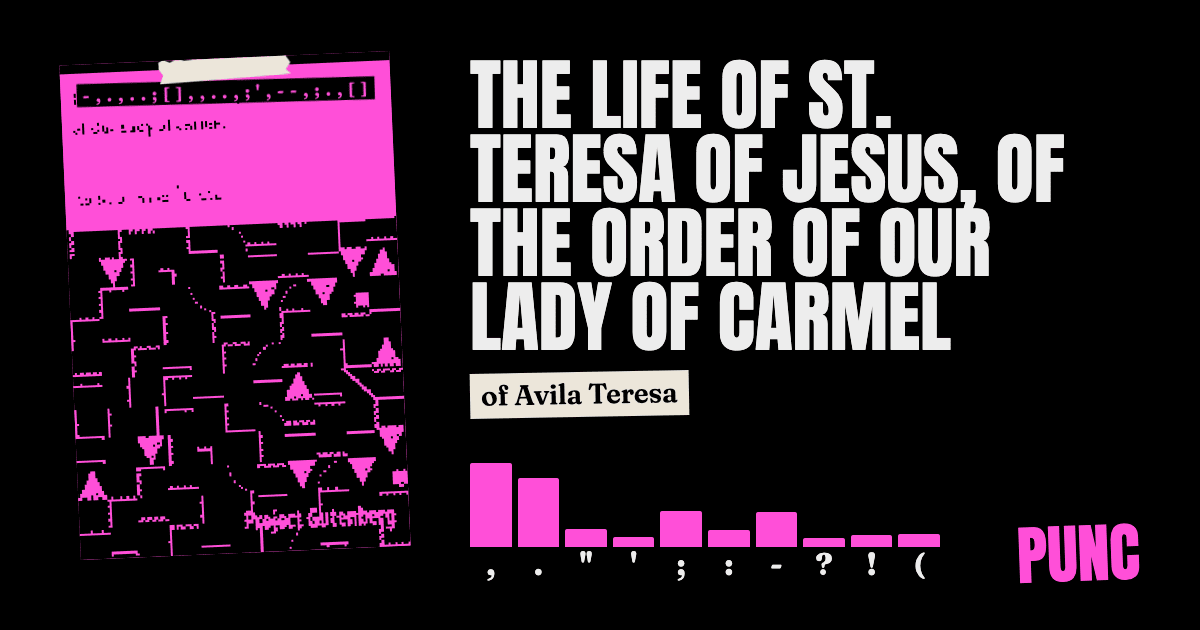 -,.,..;[],,..,;',--,;.,[]
Project Gutenberg
THE LIFE OF ST.
TERESA OF JESUS, OF
THE ORDER OF OUR
LADY OF CARMEL
of Avila Teresa
, . " ' ; : - ? ! (
PUNC